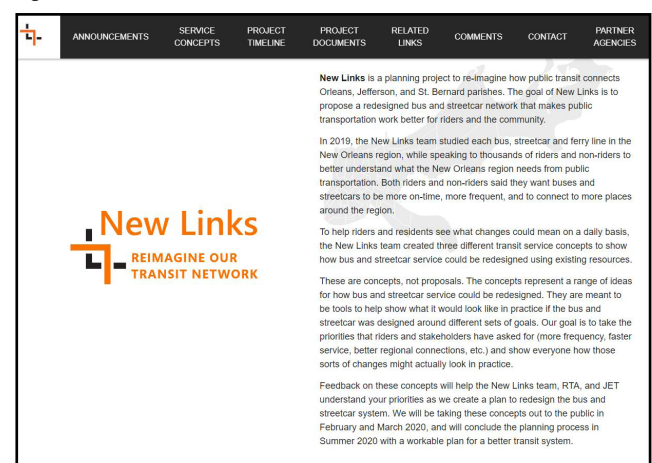 ANNOUNCEMENTS
SERVICE
CONCEPTS
PROJECT
TIMELINE
PROJECT
DOCUMENTS
RELATED
LINKS
COMMENTS
CONTACT
PARTNER
AGENCIES
New Links
REIMAGINE OUR
TRANSIT NETWORK
New Links is a planning project to re-imagine how public transit connects
Orleans, Jefferson, and St. Bernard parishes. The goal of New Links is to
propose a redesigned bus and streetcar network that makes public
transportation work better for riders and the community.
In 2019, the New Links team studied each bus, streetcar and ferry line in the
New Orleans region, while speaking to thousands of riders and non-riders to
better understand what the New Orleans region needs from public
transportation. Both riders and non-riders said they want buses and
streetcars to be more on-time, more frequent, and to connect to more places
around the region.
To help riders and residents see what changes could mean on a daily basis,
the New Links team created three different transit service concepts to show
how bus and streetcar service could be redesigned using existing resources.
These are concepts, not proposals. The concepts represent a range of ideas
for how bus and streetcar service could be redesigned. They are meant to
be tools to help show what it would look like in practice if the bus and
streetcar was designed around different sets of goals. Our goal is to take the
priorities that riders and stakeholders have asked for (more frequency, faster
service, better regional connections, etc.) and show everyone how those
sorts of changes might actually look in practice.
Feedback on these concepts will help the New Links team, RTA, and JET
understand your priorities as we create a plan to redesign the bus and
streetcar system. We will be taking these concepts out to the public in
February and March 2020, and will conclude the planning process in
Summer 2020 with a workable plan for a better transit system.